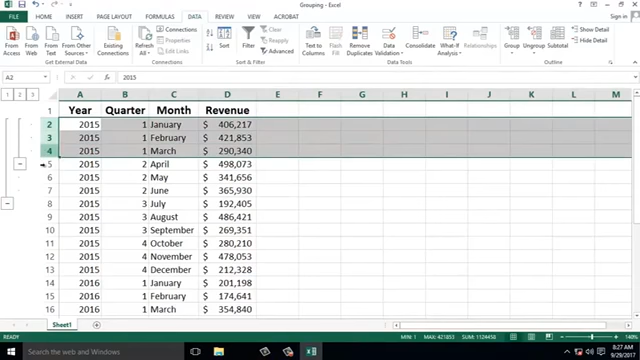 Grouping - Excel
FILE HOME INSERT PAGE LAYOUT FORMULAS DATA REVIEW VIEW ACROBAT Sign in
From Access From Web From Text From Other Sources Existing Connections Refresh All Connections Properties Edit Links Sort Filter Clear Reapply Advanced Text to Columns Flash Fill Remove Duplicates Data Validation Consolidate What-If Analysis Relationships Group Ungroup Subtotal Show Detail Hide Detail
Get External Data Connections Sort & Filter Data Tools Outline
A2 fx 2015
1 2 3 A B C D E F G H I J K L M
1 Year Quarter Month Revenue
2 2015 1 January $ 406,217
3 2015 1 February $ 421,853
4 2015 1 March $ 290,340
5 2015 2 April $ 498,073
6 2015 2 May $ 341,656
7 2015 2 June $ 365,930
8 2015 3 July $ 192,405
9 2015 3 August $ 486,421
10 2015 3 September $ 269,351
11 2015 4 October $ 280,210
12 2015 4 November $ 478,053
13 2015 4 December $ 212,328
14 2016 1 January $ 201,198
15 2016 1 February $ 174,641
16 2016 1 March $ 354,840
Sheet1
READY MIN: 1 MAX: 421853 SUM: 1124458 140%
Search the web and Windows
8:27 AM
9/29/2017